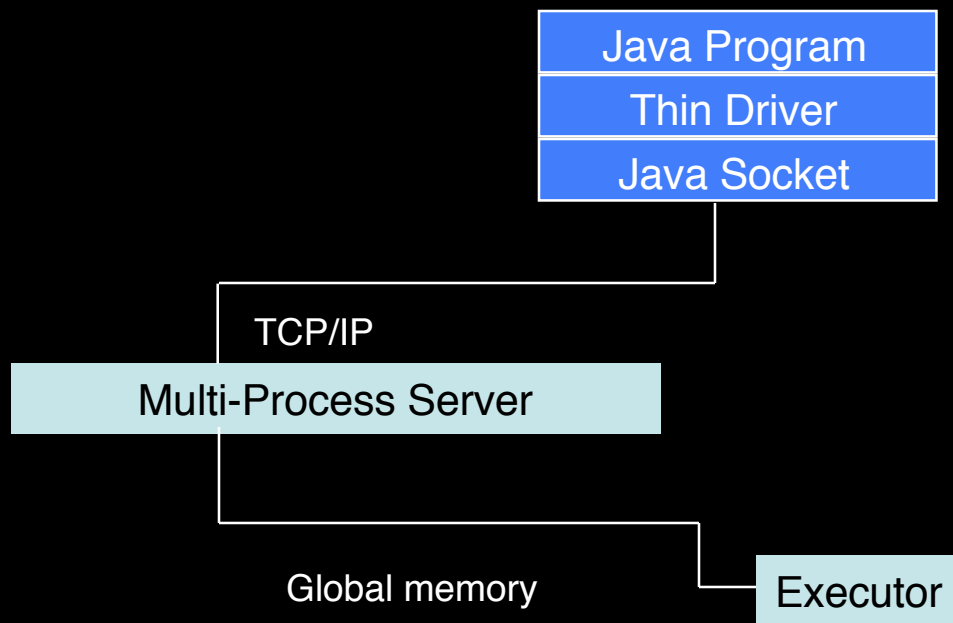 Java Program
Thin Driver
Java Socket
TCP/IP
Multi-Process Server
Global memory
Executor